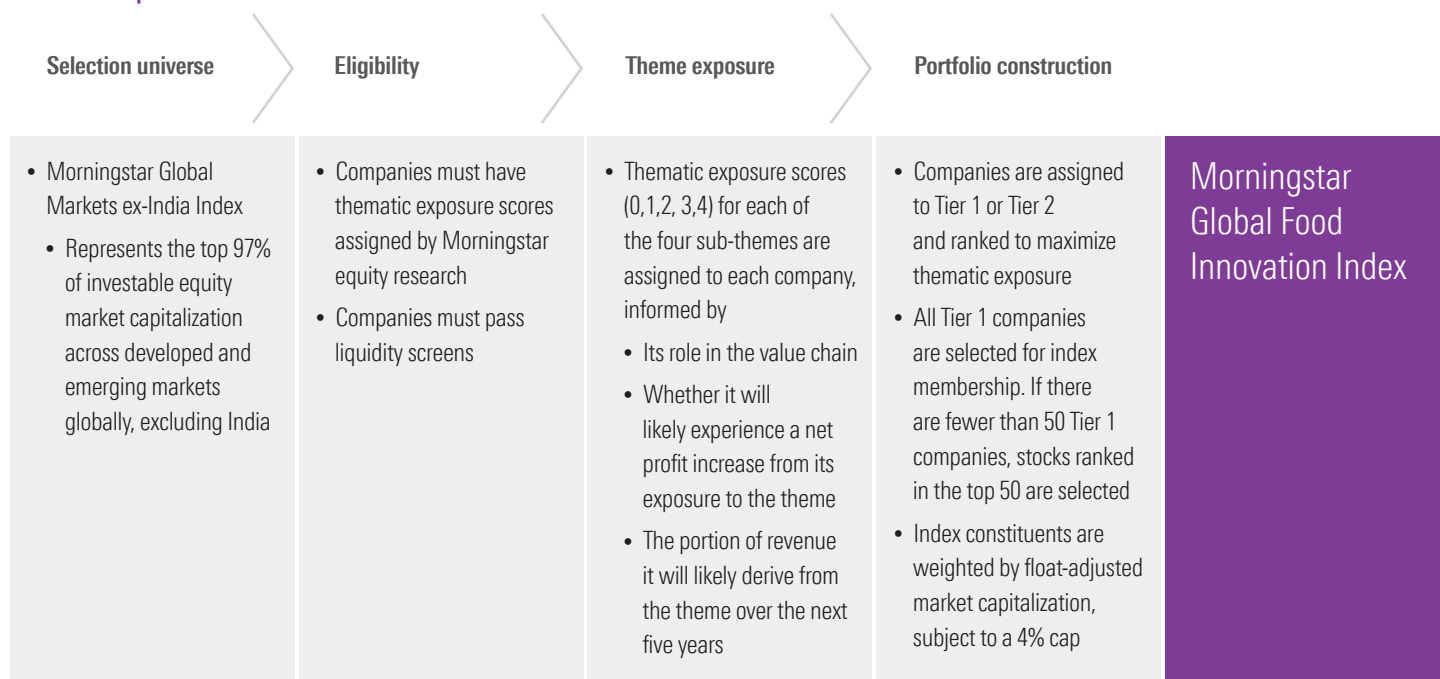 Selection universe
Eligibility
Theme exposure
Portfolio construction
• Morningstar Global
Markets ex-India Index
• Represents the top 97%
of investable equity
market capitalization
across developed and
emerging markets
globally, excluding India
• Companies must have
thematic exposure scores
assigned by Morningstar
equity research
• Companies must pass
liquidity screens
• Thematic exposure scores
(0,1,2, 3,4) for each of
the four sub-themes are
assigned to each company,
informed by
• Its role in the value chain
• Whether it will
likely experience a net
profit increase from its
exposure to the theme
• The portion of revenue
it will likely derive from
the theme over the next
five years
• Companies are assigned
to Tier 1 or Tier 2
and ranked to maximize
thematic exposure
• All Tier 1 companies
are selected for index
membership. If there
are fewer than 50 Tier 1
companies, stocks ranked
in the top 50 are selected
• Index constituents are
weighted by float-adjusted
market capitalization,
subject to a 4% cap
Morningstar
Global Food
Innovation Index